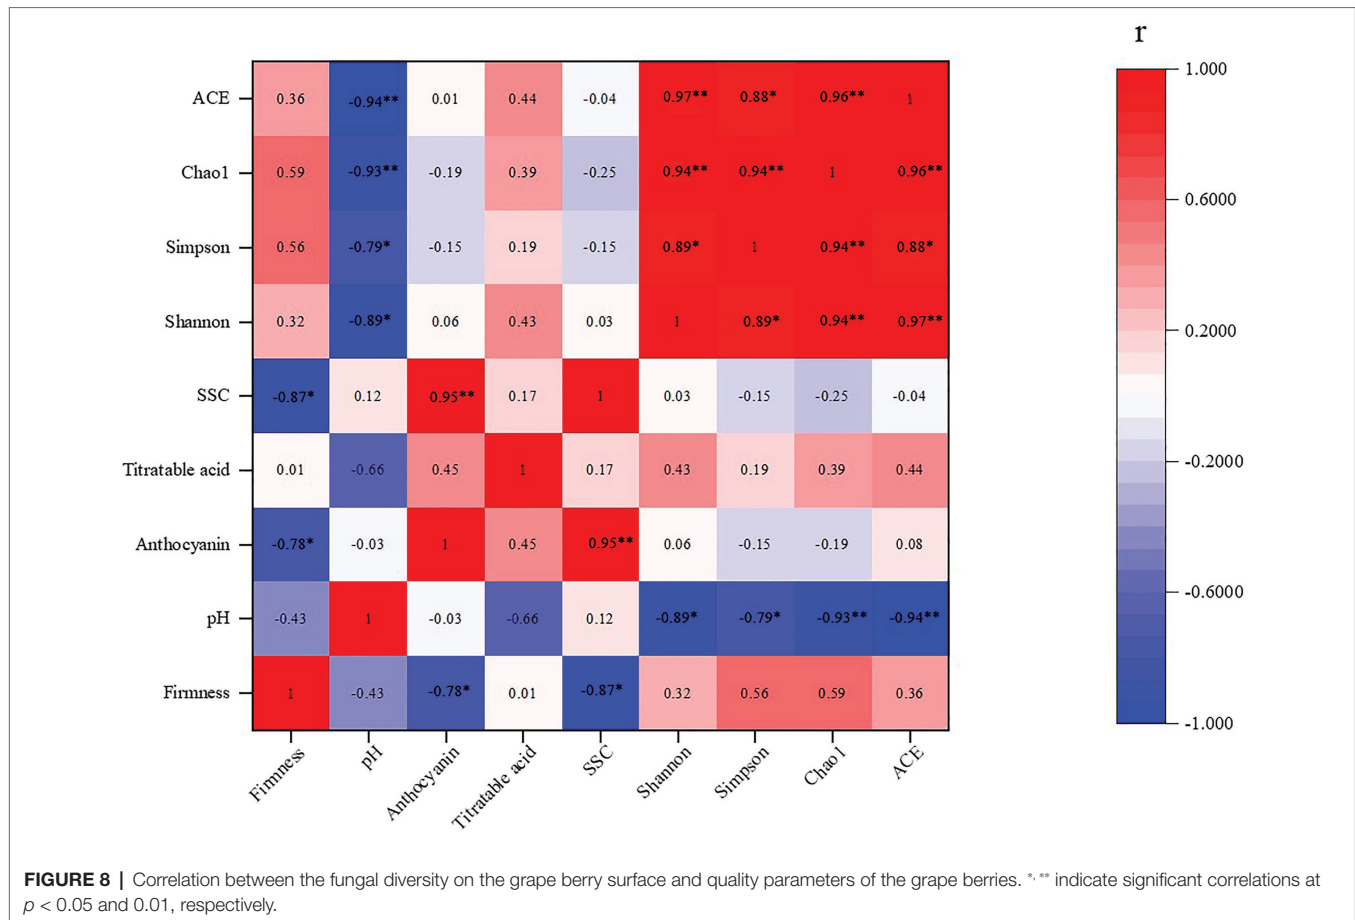 r
ACE 0.36 -0.94** 0.01 0.44 -0.04 0.97** 0.88* 0.96** 1
Chao1 0.59 -0.93** -0.19 0.39 -0.25 0.94** 0.94** 1 0.96**
Simpson 0.56 -0.79* -0.15 0.19 -0.15 0.89* 1 0.94** 0.88*
Shannon 0.32 -0.89* 0.06 0.43 0.03 1 0.89* 0.94** 0.97**
SSC -0.87* 0.12 0.95** 0.17 1 0.03 -0.15 -0.25 -0.04
Titratable acid 0.01 -0.66 0.45 1 0.17 0.43 0.19 0.39 0.44
Anthocyanin -0.78* -0.03 1 0.45 0.95** 0.06 -0.15 -0.19 0.08
pH -0.43 1 -0.03 -0.66 0.12 -0.89* -0.79* -0.93** -0.94**
Firmness 1 -0.43 -0.78* 0.01 -0.87* 0.32 0.56 0.59 0.36
Firmness pH Anthocyanin Titratable acid SSC Shannon Simpson Chao1 ACE
1.000
0.6000
0.2000
-0.2000
-0.6000
-1.000
FIGURE 8 | Correlation between the fungal diversity on the grape berry surface and quality parameters of the grape berries. *, ** indicate significant correlations at
p < 0.05 and 0.01, respectively.